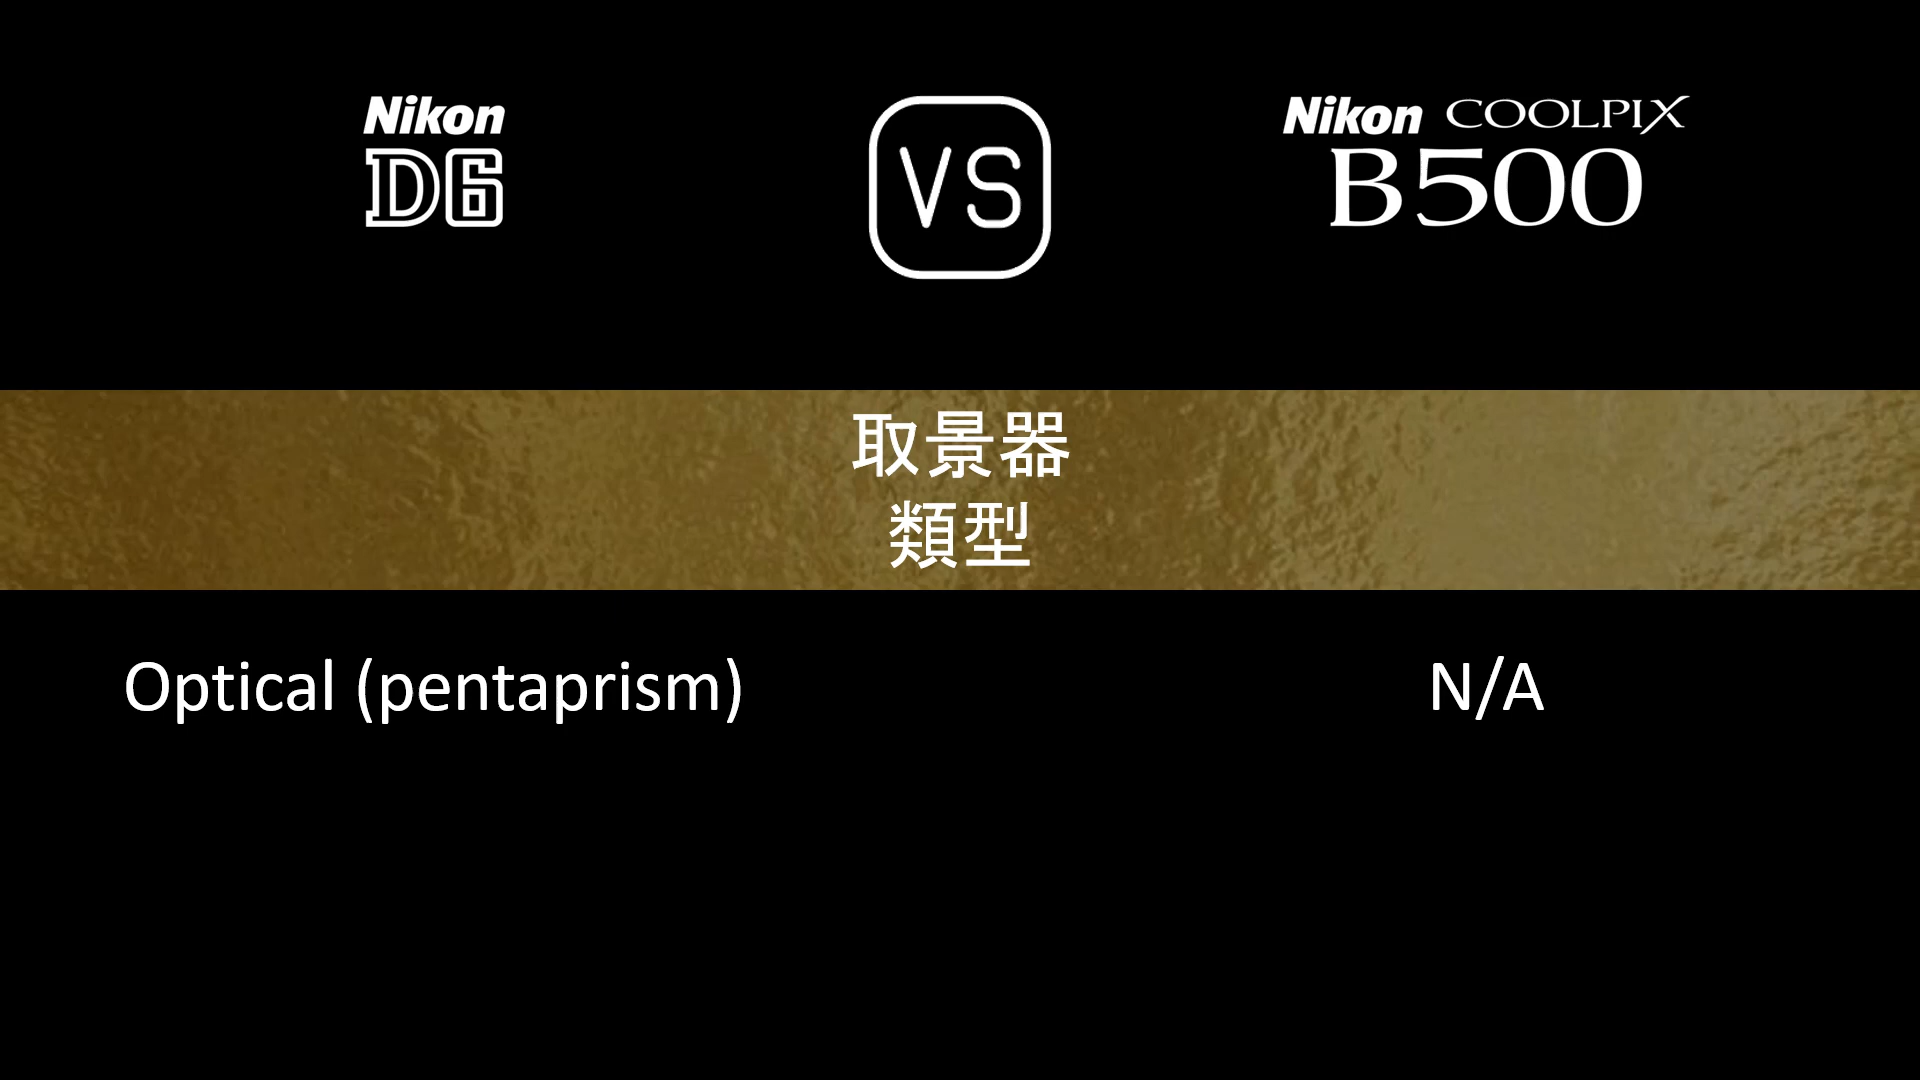 Nikon
D6
VS
Nikon COOLPIX
B500
取景器
類型
Optical (pentaprism)
N/A